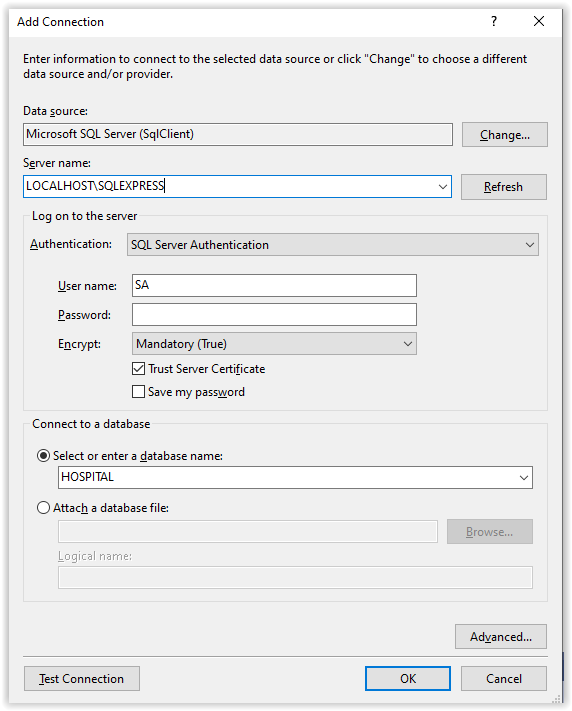 Add Connection
?
Enter information to connect to the selected data source or click "Change" to choose a different
data source and/or provider.
Data source:
Microsoft SQL Server (SqlClient)
Change...
Server name:
LOCALHOST\SQLEXPRESS
Refresh
Log on to the server
Authentication:
SQL Server Authentication
User name:
SA
Password:
Encrypt:
Mandatory (True)
Trust Server Certificate
Save my password
Connect to a database
Select or enter a database name:
HOSPITAL
Attach a database file:
Browse...
Logical name:
Advanced...
Test Connection
OK
Cancel